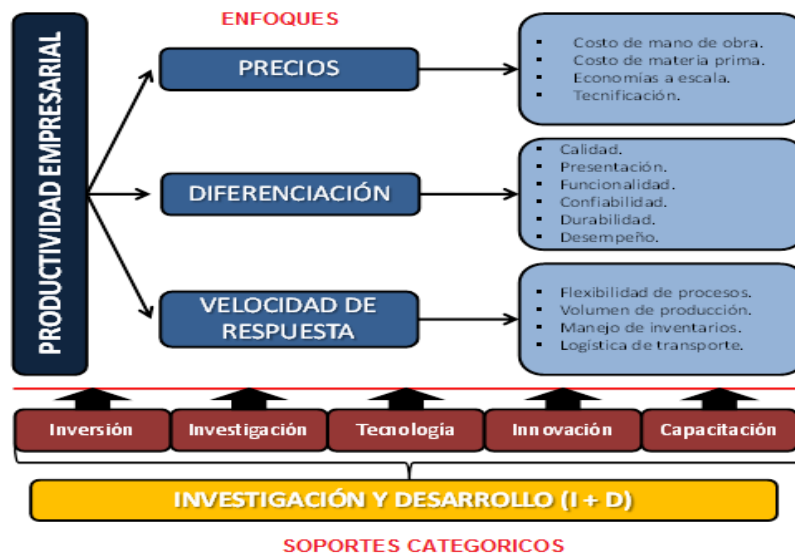 ENFOQUES
PRODUCTIVIDAD EMPRESARIAL
PRECIOS
▪ Costo de mano de obra.
▪ Costo de materia prima.
▪ Economías a escala.
▪ Tecnificación.
DIFERENCIACIÓN
▪ Calidad.
▪ Presentación.
▪ Funcionalidad.
▪ Confiabilidad.
▪ Durabilidad.
▪ Desempeño.
VELOCIDAD DE
RESPUESTA
▪ Flexibilidad de procesos.
▪ Volumen de producción.
▪ Manejo de inventarios.
▪ Logística de transporte.
Inversión
Investigación
Tecnología
Innovación
Capacitación
INVESTIGACIÓN Y DESARROLLO (I + D)
SOPORTES CATEGORICOS